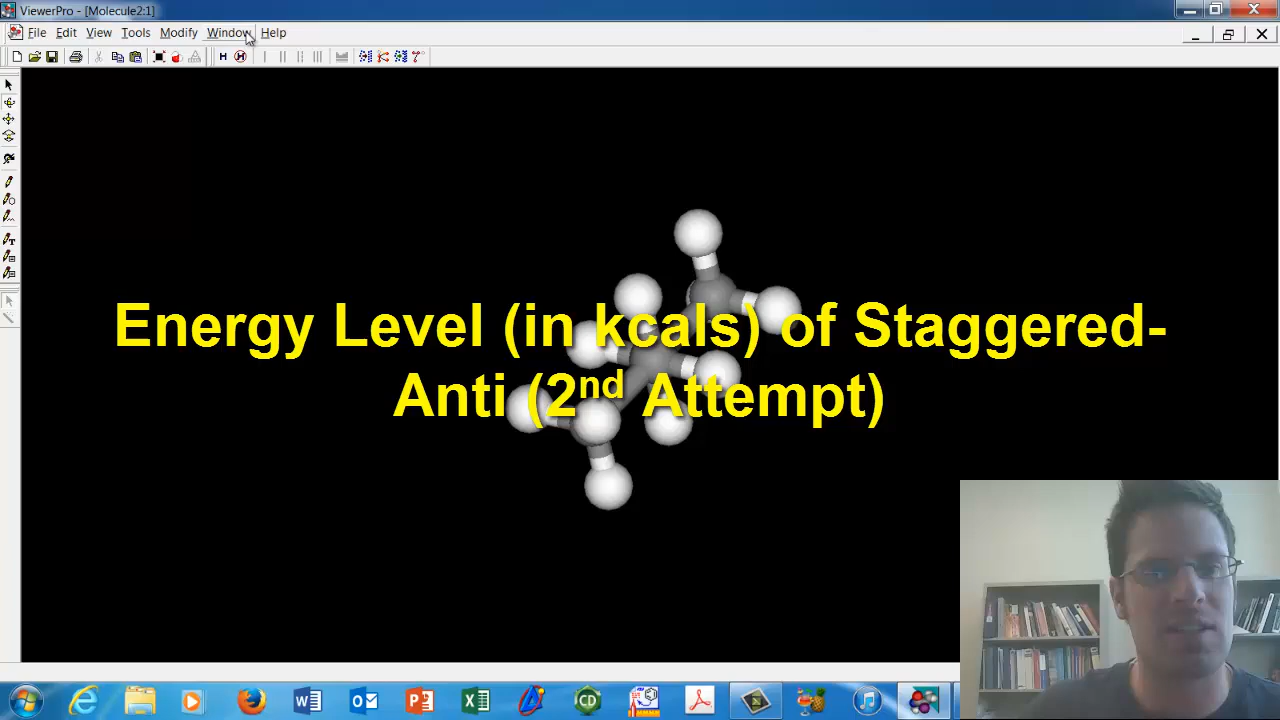 ViewerPro - [Molecule2:1]
File Edit View Tools Modify Window Help
Energy Level (in kcals) of Staggered-
Anti (2nd Attempt)